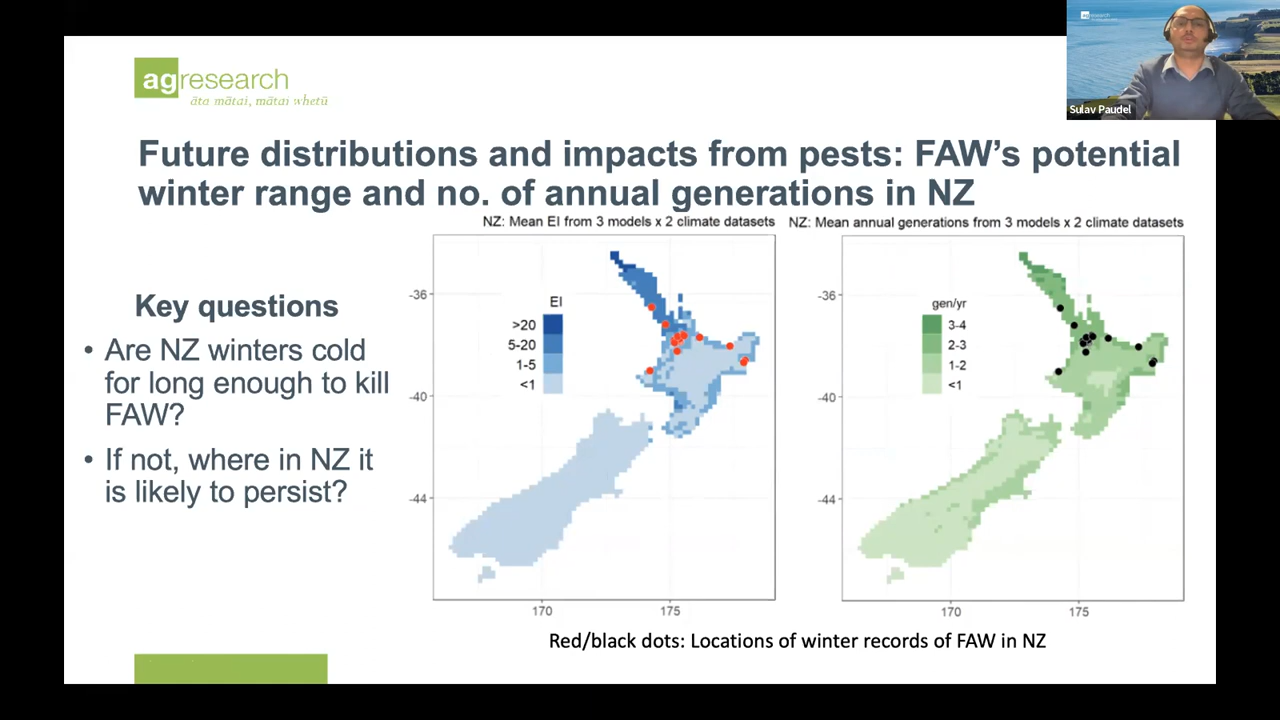 agresearch
āta mātai, mātai whetū
Sulav Paudel
Future distributions and impacts from pests: FAW’s potential
winter range and no. of annual generations in NZ
Key questions
• Are NZ winters cold
for long enough to kill
FAW?
• If not, where in NZ it
is likely to persist?
NZ: Mean EI from 3 models x 2 climate datasets
EI
>20
5-20
1-5
<1
-36
-40
-44
170
175
NZ: Mean annual generations from 3 models x 2 climate datasets
gen/yr
3-4
2-3
1-2
<1
-36
-40
-44
170
175
Red/black dots: Locations of winter records of FAW in NZ